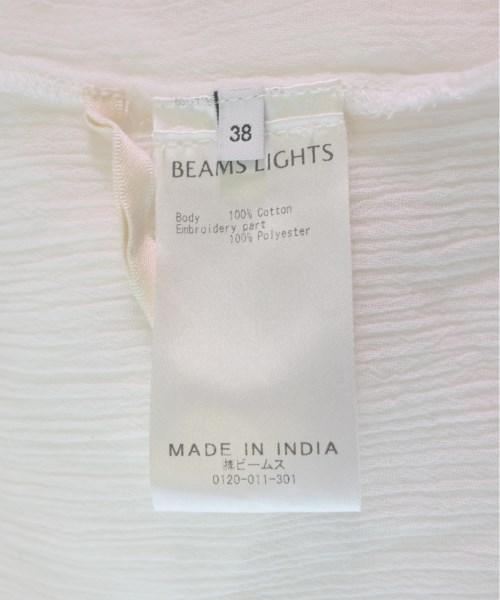 38
BEAMS LIGHTS
Body 100% Cotton
Embroidery part
100% Polyester
MADE IN INDIA
㈱ビームス
0120-011-301